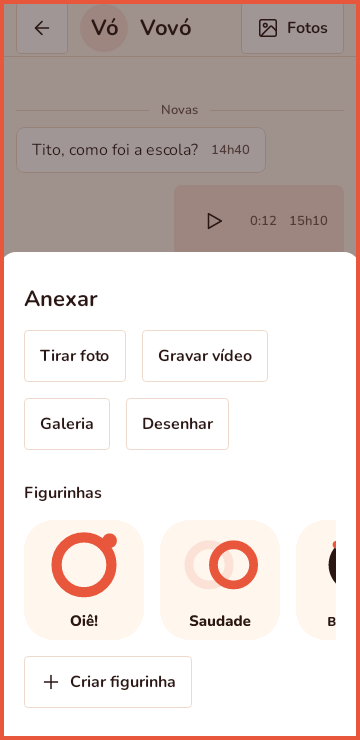 Vó Vovó Fotos
Novas
Tito, como foi a escola? 14h40
0:12 15h10
Anexar
Tirar foto Gravar vídeo
Galeria Desenhar
Figurinhas
Oiê! Saudade B
Criar figurinha